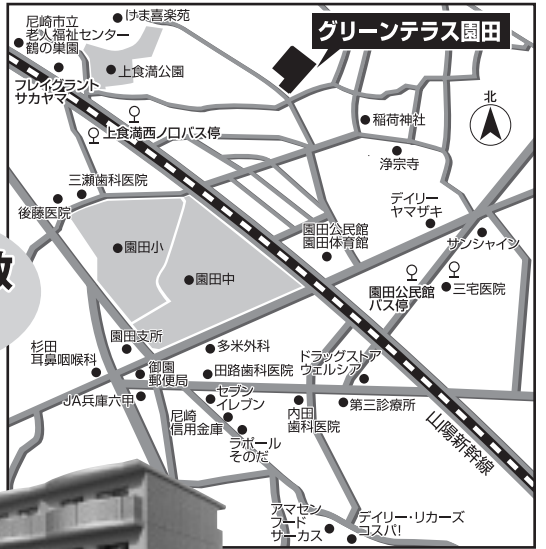 尼崎市立
老人福祉センター
鶴の巣園
けま喜楽苑
グリーンテラス園田
上食満公園
フレイグラント
サカヤマ
北
稲荷神社
上食満西ノ口バス停
浄宗寺
三瀬歯科医院
後藤医院
デイリー
ヤマザキ
園田公民館
園田体育館
サンシャイン
園田小
園田中
園田公民館
バス停
三宅医院
園田支所
杉田
耳鼻咽喉科
多米外科
ドラッグストア
ウェルシア
御園
郵便局
田路歯科医院
JA兵庫六甲
セブン
イレブン
尼崎
信用金庫
内田
歯科医院
第三診療所
ラポール
そのだ
山陽新幹線
アマセン
フード
サーカス
デイリー・リカーズ
コスパ!